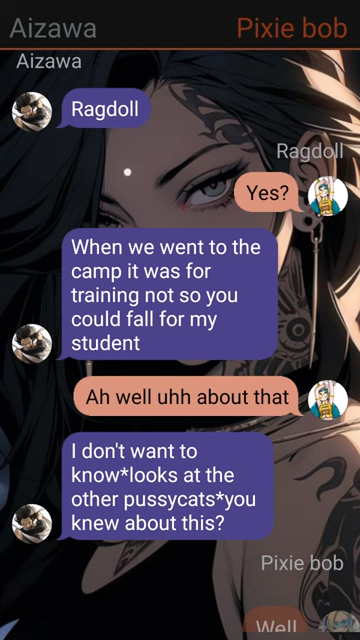 Aizawa Pixie bob
Aizawa
Ragdoll
Ragdoll
Yes?
When we went to the
camp it was for
training not so you
could fall for my
student
Ah well uhh about that
I don't want to
know*looks at the
other pussycats*you
knew about this?
Pixie bob
Well